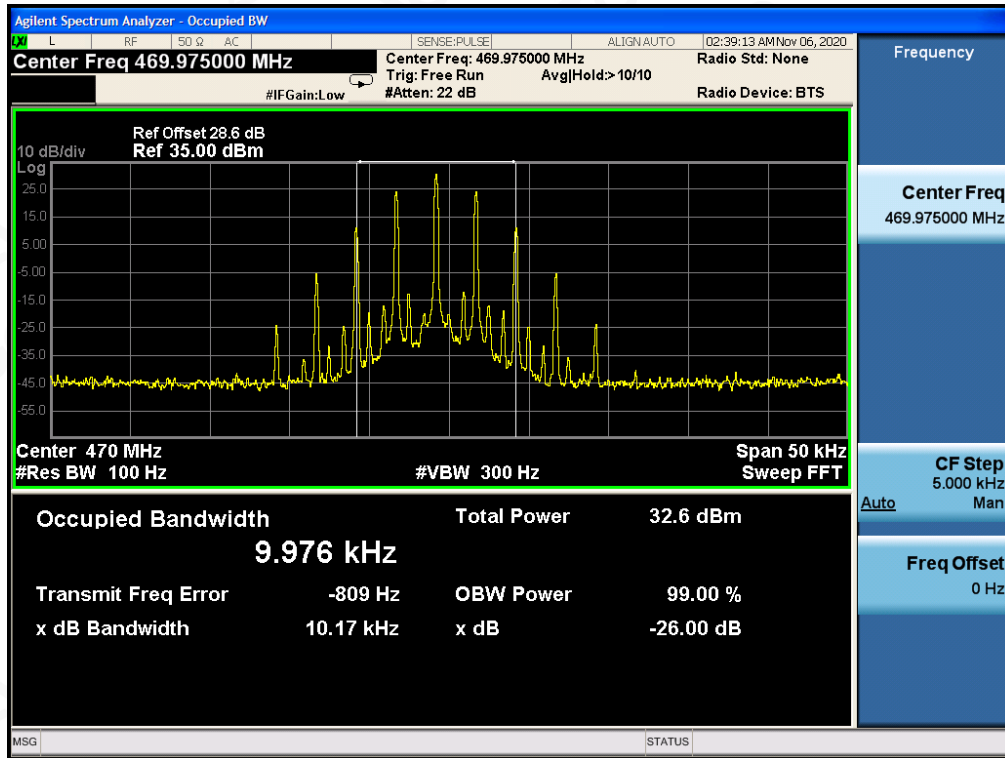 Agilent Spectrum Analyzer - Occupied BW
LXI L RF 50 Ω AC SENSE:PULSE ALIGN AUTO 02:39:13 AM Nov 06, 2020
Center Freq 469.975000 MHz
Center Freq: 469.975000 MHz
Radio Std: None
Trig: Free Run Avg|Hold:>10/10
#IFGain:Low
#Atten: 22 dB
Radio Device: BTS
Ref Offset 28.6 dB
10 dB/div Ref 35.00 dBm
Log
25.0
15.0
5.00
-5.00
-15.0
-25.0
-35.0
-45.0
-55.0
Center 470 MHz Span 50 kHz
#Res BW 100 Hz #VBW 300 Hz Sweep FFT
Occupied Bandwidth Total Power 32.6 dBm
9.976 kHz
Transmit Freq Error -809 Hz OBW Power 99.00 %
x dB Bandwidth 10.17 kHz x dB -26.00 dB
MSG STATUS
Frequency
Center Freq
469.975000 MHz
CF Step
5.000 kHz
Auto Man
Freq Offset
0 Hz